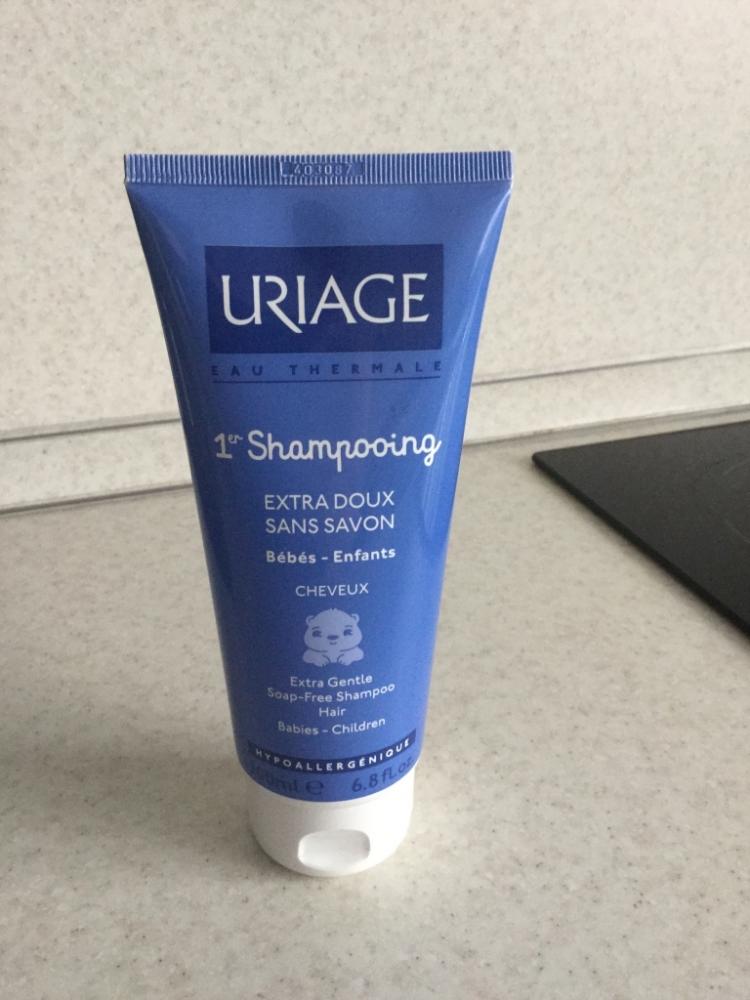 URIAGE
EAU THERMALE
1er Shampooing
EXTRA DOUX
SANS SAVON
Bébés - Enfants
CHEVEUX
Extra Gentle
Soap-Free Shampoo
Hair
Babies - Children
HYPOALLERGÉNIQUE
℮ 6.8 fl.oz